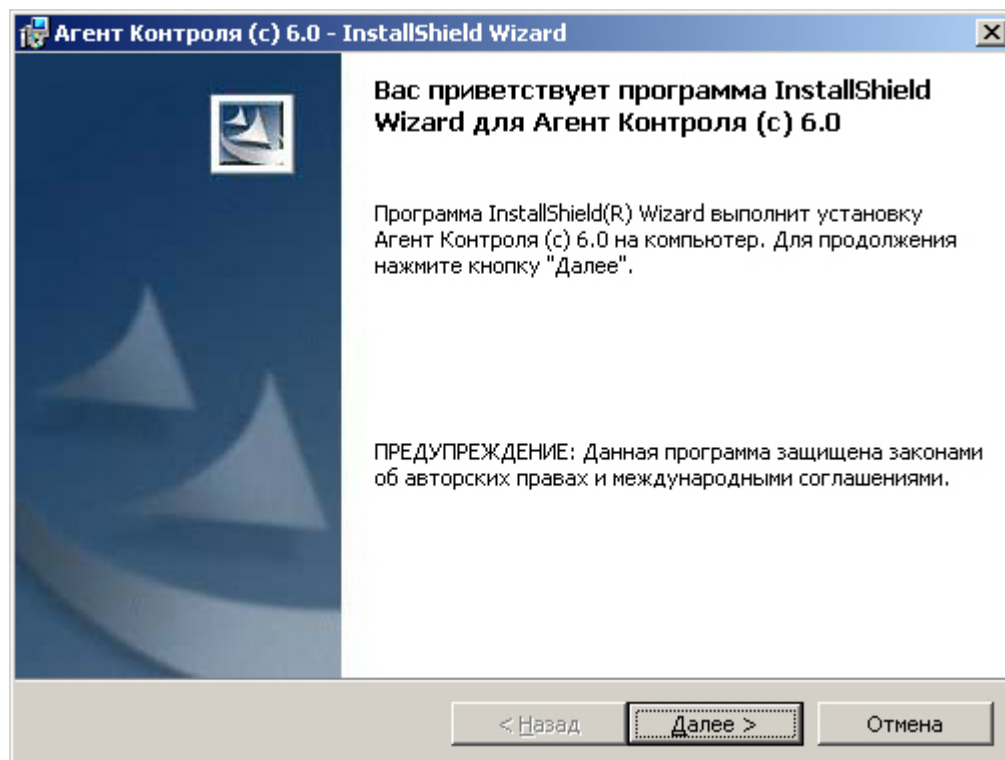 Агент Контроля (с) 6.0 - InstallShield Wizard
Вас приветствует программа InstallShield
Wizard для Агент Контроля (с) 6.0
Программа InstallShield(R) Wizard выполнит установку
Агент Контроля (с) 6.0 на компьютер. Для продолжения
нажмите кнопку "Далее".
ПРЕДУПРЕЖДЕНИЕ: Данная программа защищена законами
об авторских правах и международными соглашениями.
< Назад
Далее >
Отмена